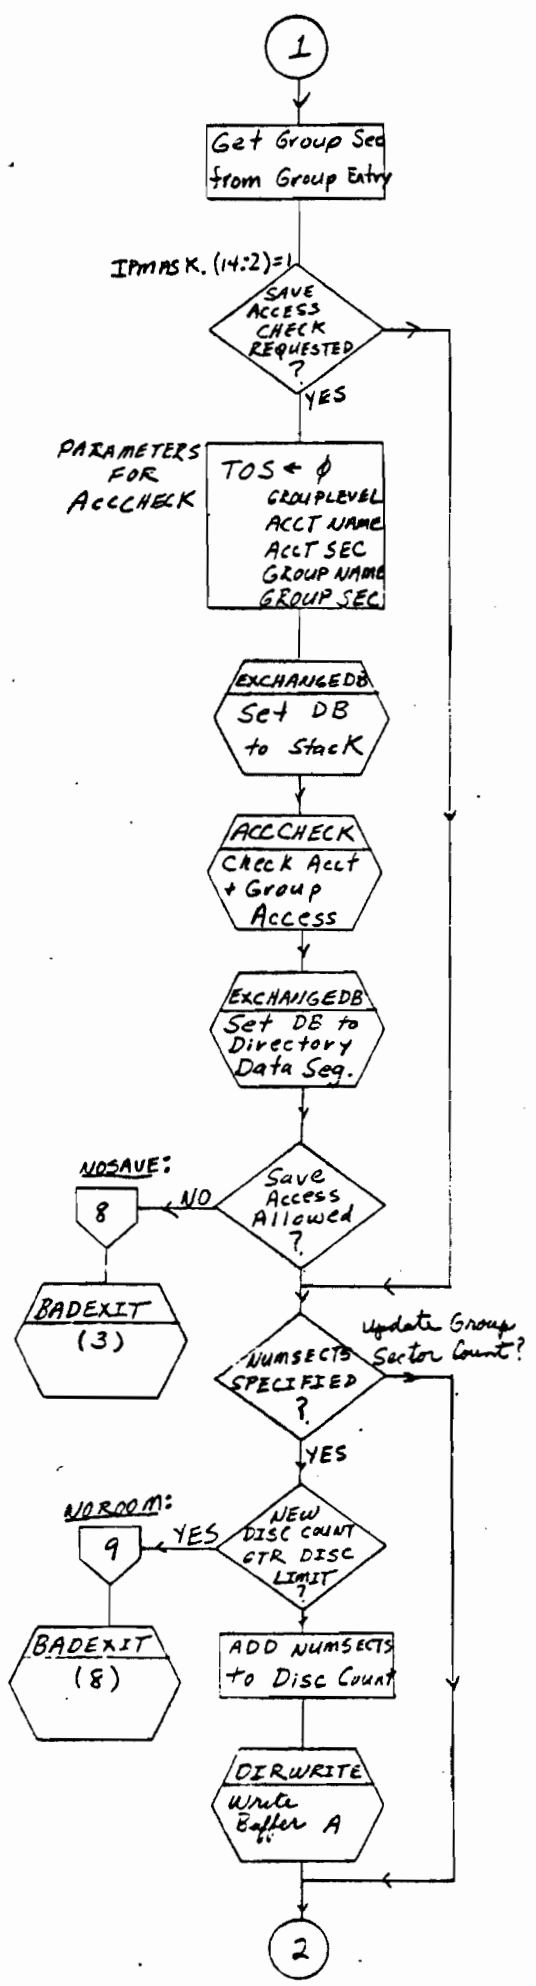 1
Get Group Sec
from Group Entry
IPMASK.(14:2)=1
SAVE
ACCESS
CHECK
REQUESTED
?
YES
PARAMETERS
FOR
ACCCHECK
TOS ← ∅
GROUPLEVEL
ACCT NAME
ACCT SEC
GROUP NAME
GROUP SEC
EXCHANGEDB
Set DB
to Stack
ACCCHECK
Check Acct
+ Group
Access
EXCHANGEDB
Set DB to
Directory
Data Seg.
NOSAVE:
8
NO
Save
Access
Allowed
?
BADEXIT
(3)
Update Group
Sector Count?
NUMSECTS
SPECIFIED
?
YES
NOROOM:
9
YES
NEW
DISC COUNT
GTR DISC
LIMIT
?
BADEXIT
(8)
ADD NUMSECTS
to Disc Count
DIRWRITE
Write
Buffer A
2